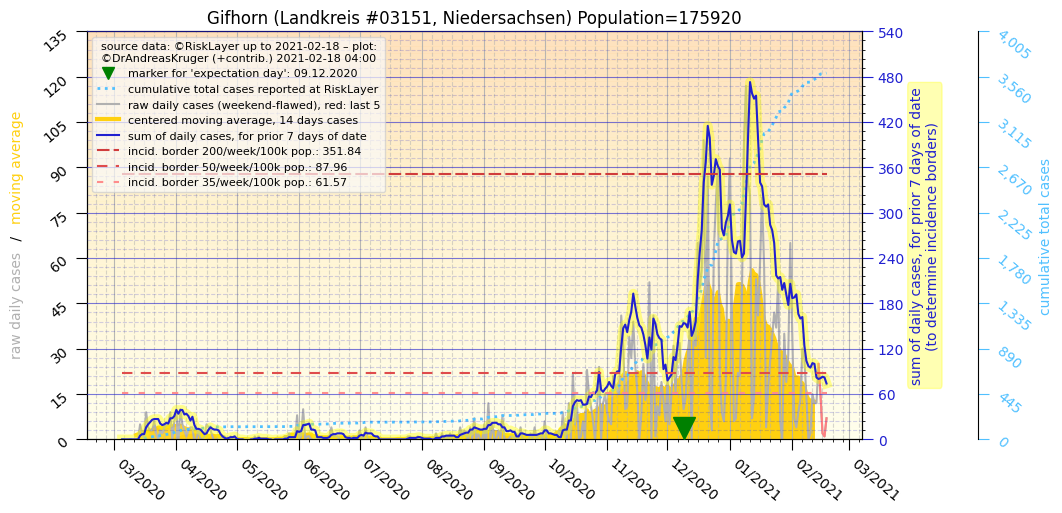 Gifhorn (Landkreis #03151, Niedersachsen) Population=175920
source data: ©RiskLayer up to 2021-02-18 – plot:
©DrAndreasKruger (+contrib.) 2021-02-18 04:00
marker for 'expectation day': 09.12.2020
cumulative total cases reported at RiskLayer
raw daily cases (weekend-flawed), red: last 5
centered moving average, 14 days cases
sum of daily cases, for prior 7 days of date
incid. border 200/week/100k pop.: 351.84
incid. border 50/week/100k pop.: 87.96
incid. border 35/week/100k pop.: 61.57
raw daily cases / moving average
135
120
105
90
75
60
45
30
15
0
03/2020
04/2020
05/2020
06/2020
07/2020
08/2020
09/2020
10/2020
11/2020
12/2020
01/2021
02/2021
03/2021
540
480
420
360
300
240
180
120
60
0
sum of daily cases, for prior 7 days of date
(to determine incidence borders)
4,005
3,560
3,115
2,670
2,225
1,780
1,335
890
445
0
cumulative total cases